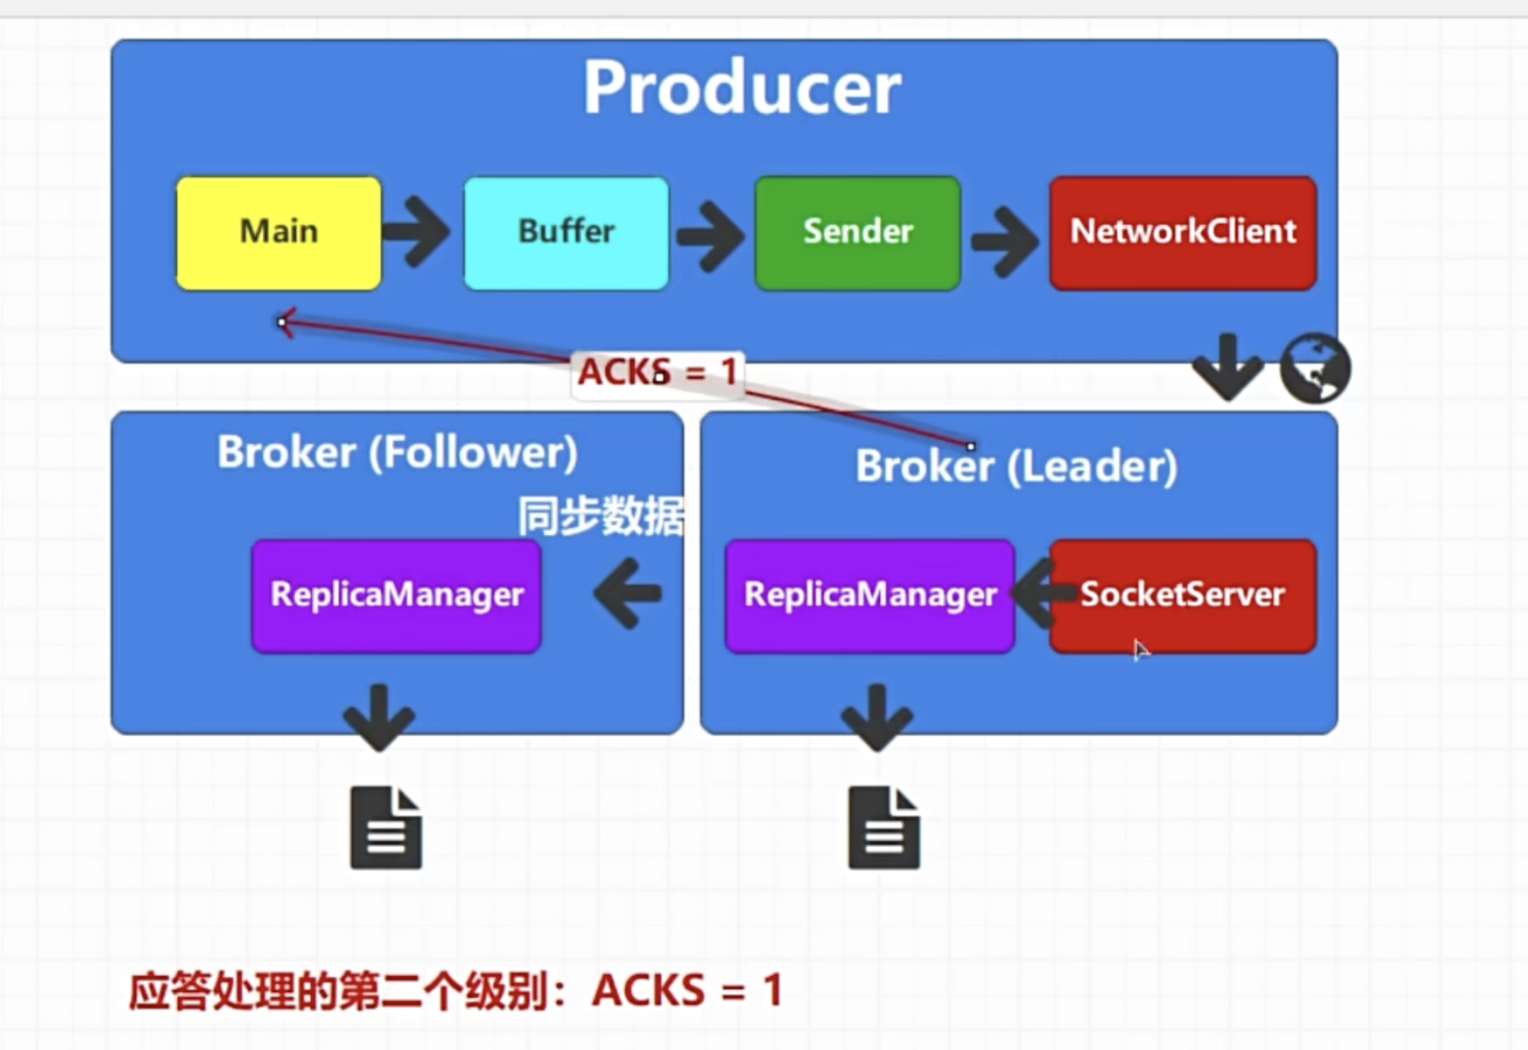 Producer
Main
Buffer
Sender
NetworkClient
ACKS = 1
Broker (Follower)
同步数据
ReplicaManager
Broker (Leader)
ReplicaManager
SocketServer
应答处理的第二个级别：ACKS = 1